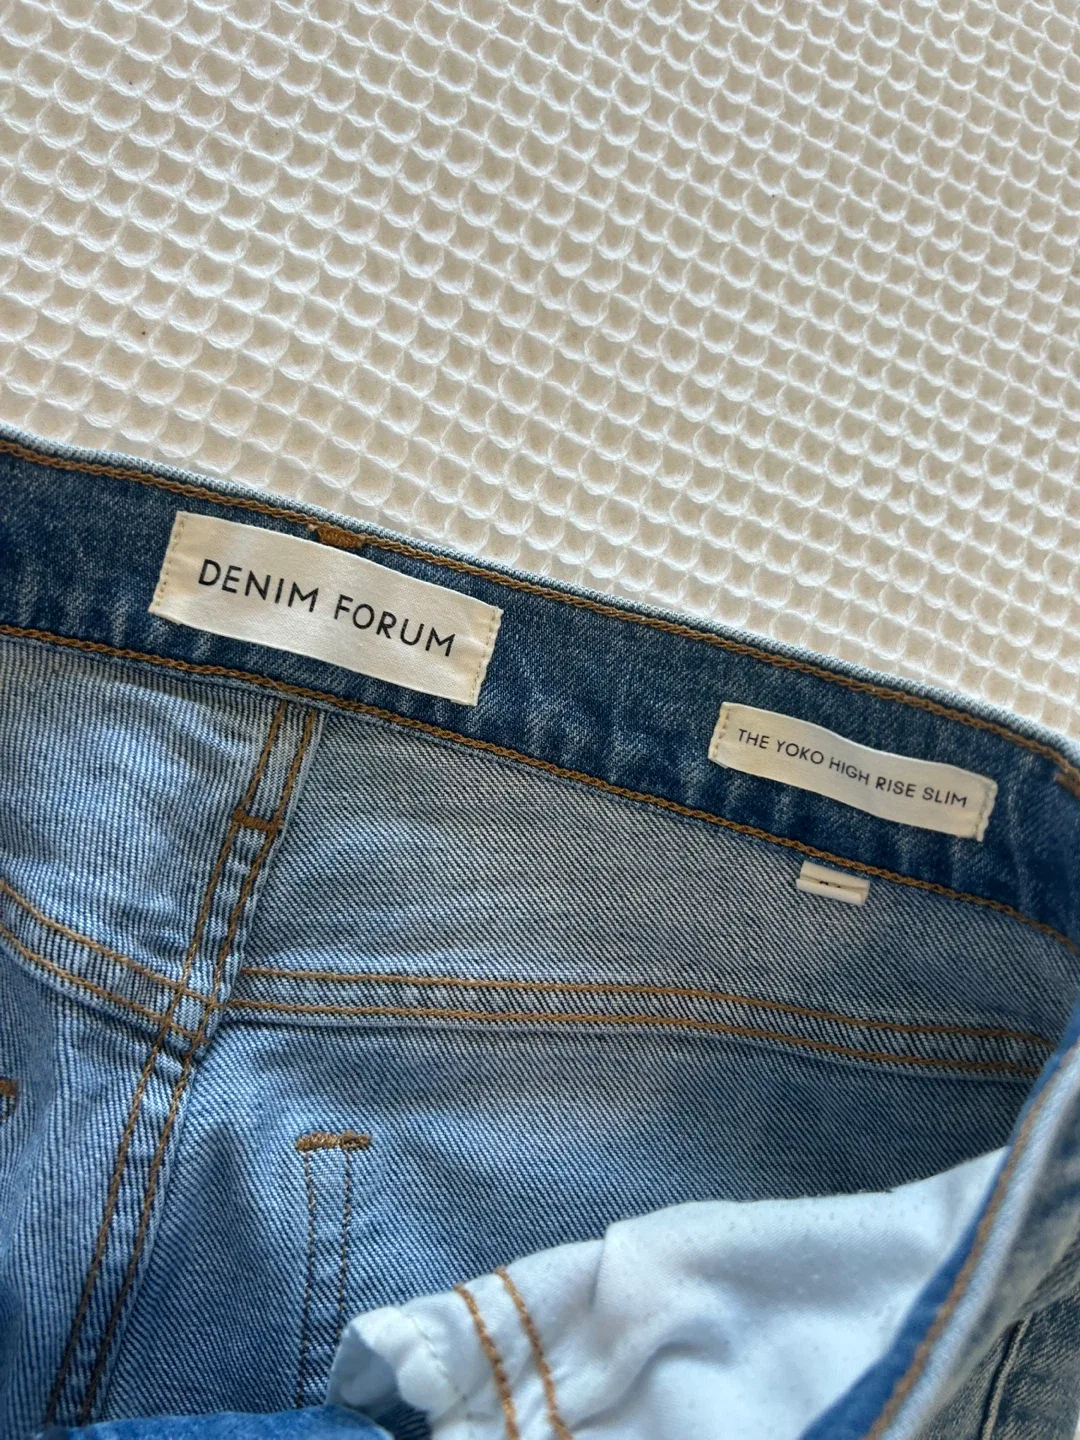 DENIM FORUM
THE YOKO HIGH RISE SLIM